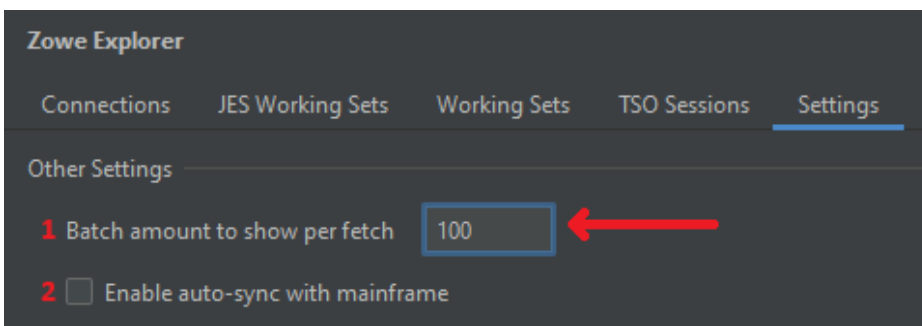 Zowe Explorer
Connections JES Working Sets Working Sets TSO Sessions Settings
Other Settings
1 Batch amount to show per fetch 100
2 Enable auto-sync with mainframe